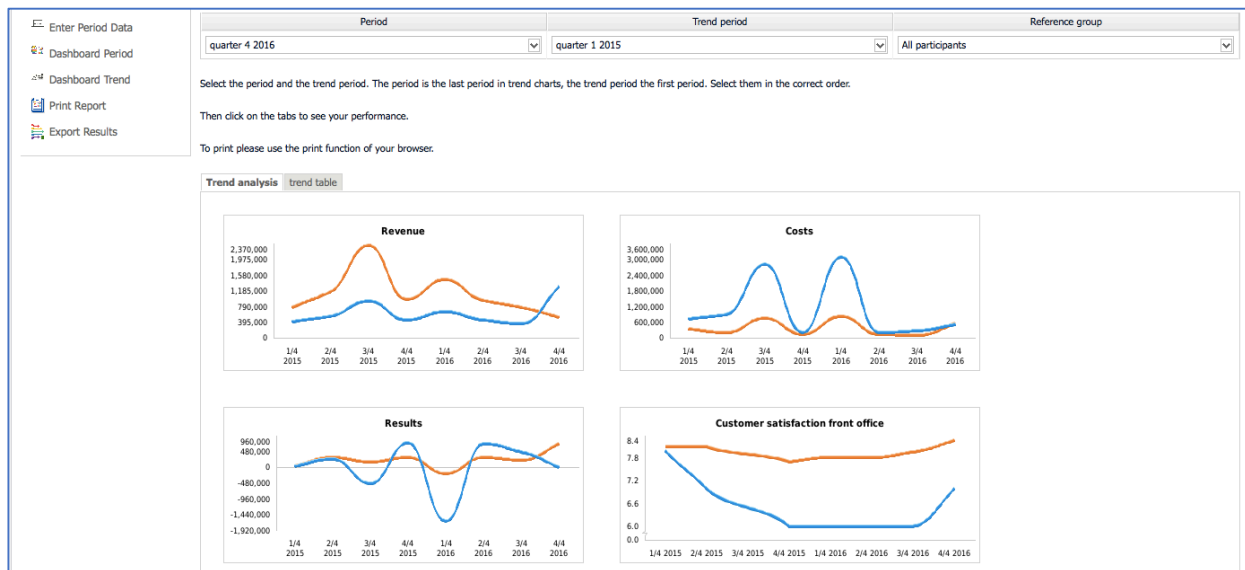 Enter Period Data
Dashboard Period
Dashboard Trend
Print Report
Export Results
Period Trend period Reference group
quarter 4 2016 quarter 1 2015 All participants
Select the period and the trend period. The period is the last period in trend charts, the trend period the first period. Select them in the correct order.
Then click on the tabs to see your performance.
To print please use the print function of your browser.
Trend analysis trend table
Revenue
2,370,000
1,975,000
1,580,000
1,185,000
790,000
395,000
0
1/4 2/4 3/4 4/4 1/4 2/4 3/4 4/4
2015 2015 2015 2015 2016 2016 2016 2016
Costs
3,600,000
3,000,000
2,400,000
1,800,000
1,200,000
600,000
0
1/4 2/4 3/4 4/4 1/4 2/4 3/4 4/4
2015 2015 2015 2015 2016 2016 2016 2016
Results
960,000
480,000
0
-480,000
-960,000
-1,440,000
-1,920,000
1/4 2/4 3/4 4/4 1/4 2/4 3/4 4/4
2015 2015 2015 2015 2016 2016 2016 2016
Customer satisfaction front office
8.4
7.8
7.2
6.6
6.0
0.0
1/4 2015 2/4 2015 3/4 2015 4/4 2015 1/4 2016 2/4 2016 3/4 2016 4/4 2016